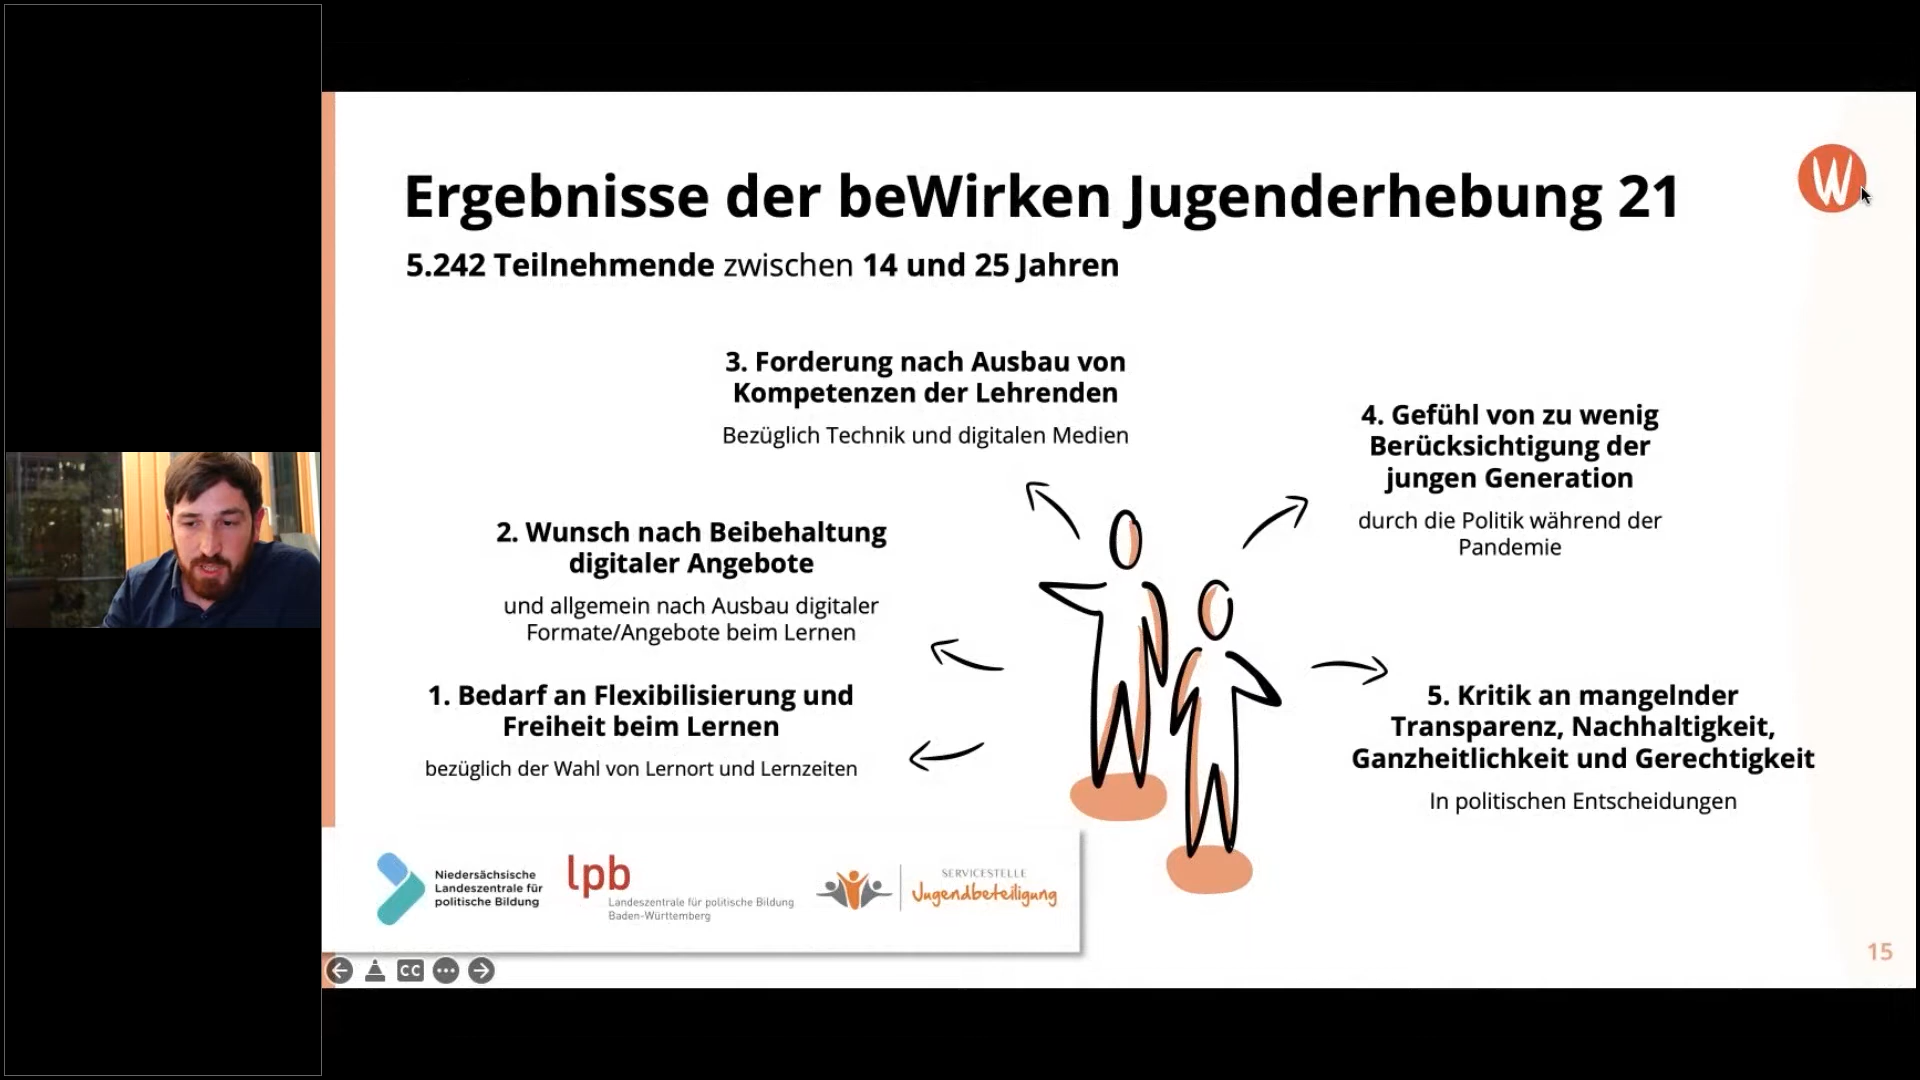 Ergebnisse der beWirken Jugenderhebung 21
5.242 Teilnehmende zwischen 14 und 25 Jahren
3. Forderung nach Ausbau von
Kompetenzen der Lehrenden
Bezüglich Technik und digitalen Medien
4. Gefühl von zu wenig
Berücksichtigung der
jungen Generation
durch die Politik während der
Pandemie
2. Wunsch nach Beibehaltung
digitaler Angebote
und allgemein nach Ausbau digitaler
Formate/Angebote beim Lernen
1. Bedarf an Flexibilisierung und
Freiheit beim Lernen
bezüglich der Wahl von Lernort und Lernzeiten
5. Kritik an mangelnder
Transparenz, Nachhaltigkeit,
Ganzheitlichkeit und Gerechtigkeit
In politischen Entscheidungen
Niedersächsische
Landeszentrale für
politische Bildung
lpb
Landeszentrale für politische Bildung
Baden-Württemberg
SERVICESTELLE
Jugendbeteiligung
W
CC
15